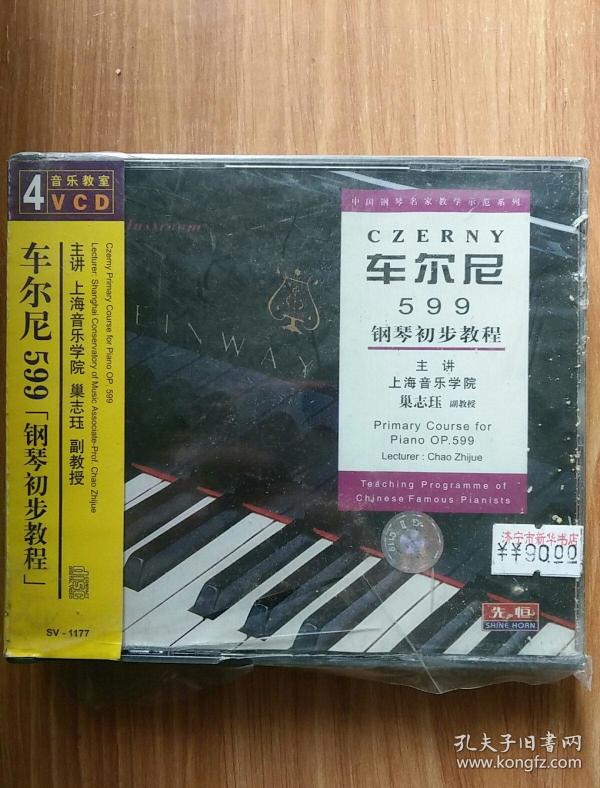 4
音乐教室
VCD
车尔尼 599「钢琴初步教程」
主讲 上海音乐学院 巢志珏 副教授
Czerny Primary Course for Piano OP. 599
Lecturer: Shanghai Conservatory of Music Associate-Prof. Chao Zhijue
disc
SV - 1177
classroom
EINWAY
中国钢琴名家教学示范系列
CZERNY
车尔尼
599
钢琴初步教程
主 讲
上海音乐学院
巢志珏 副教授
Primary Course for
Piano OP.599
Lecturer : Chao Zhijue
Teaching Programme of
Chinese Famous Pianists
济宁市新华书店
¥¥90.00
先恒
SHINE HORN
孔夫子旧书网
www.kongfz.com